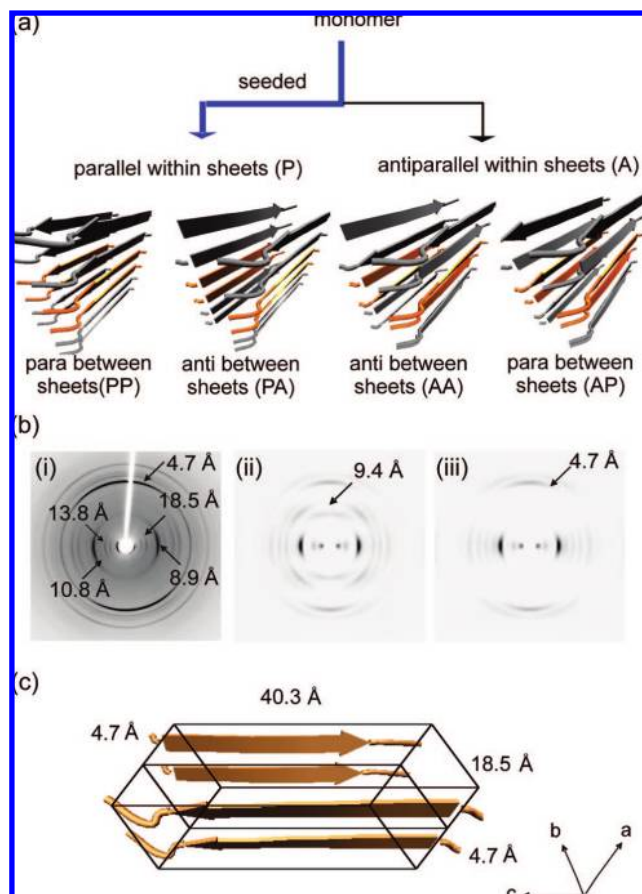 (a)
monomer
seeded
parallel within sheets (P)
antiparallel within sheets (A)
para between
sheets(PP)
anti between
sheets (PA)
anti between
sheets (AA)
para between
sheets (AP)
(b)
(i)
4.7 Å
13.8 Å
18.5 Å
10.8 Å
8.9 Å
(ii)
9.4 Å
(iii)
4.7 Å
(c)
40.3 Å
4.7 Å
18.5 Å
4.7 Å
b
a
c